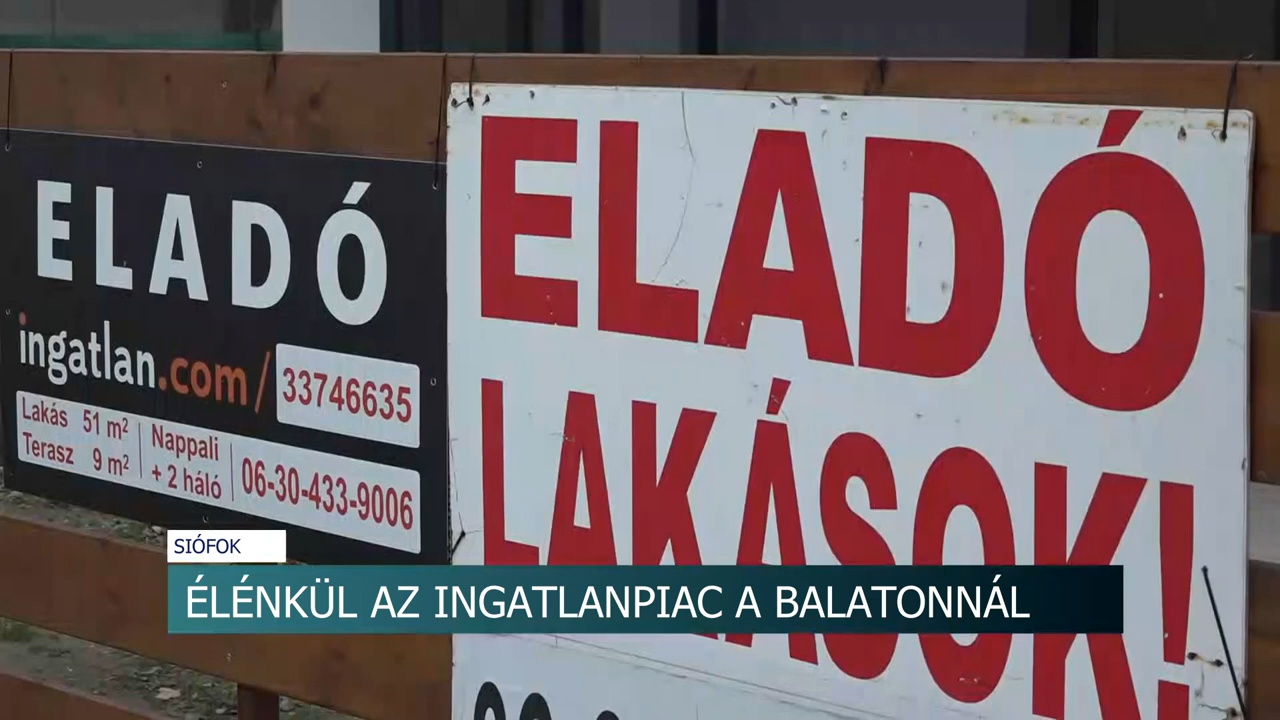 ELADÓ
ingatlan.com/ 33746635
Lakás 51 m²
Terasz 9 m²
Nappali
+ 2 háló
06-30-433-9006
ELADÓ
LAKÁSOK!
SIÓFOK
ÉLÉNKÜL AZ INGATLANPIAC A BALATONNÁL